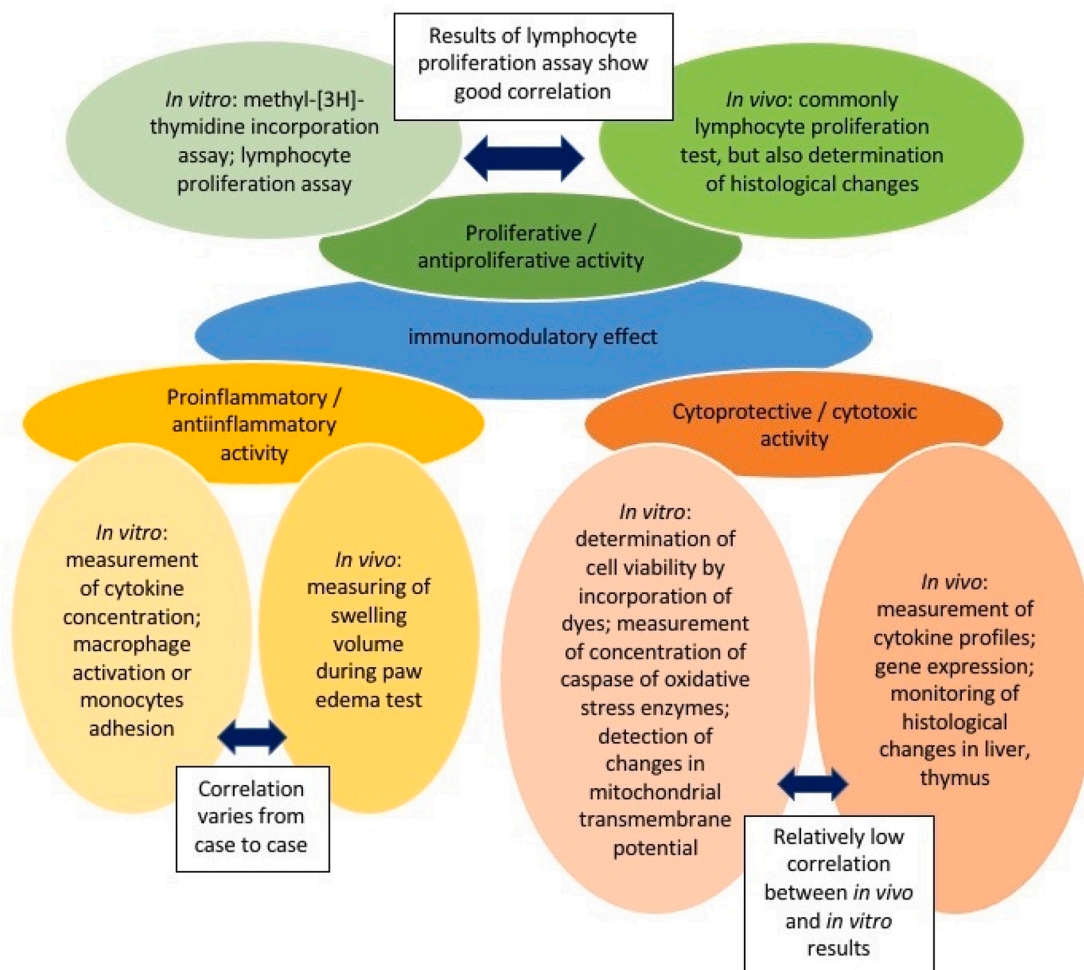 Results of lymphocyte
proliferation assay show
good correlation
In vitro: methyl-[3H]-
thymidine incorporation
assay; lymphocyte
proliferation assay
In vivo: commonly
lymphocyte proliferation
test, but also determination
of histological changes
Proliferative /
antiproliferative activity
immunomodulatory effect
Proinflammatory /
antiinflammatory
activity
Cytoprotective / cytotoxic
activity
In vitro:
measurement
of cytokine
concentration;
macrophage
activation or
monocytes
adhesion
In vivo:
measuring of
swelling
volume
during paw
edema test
Correlation
varies from
case to case
In vitro:
determination of
cell viability by
incorporation of
dyes; measurement
of concentration of
caspase of oxidative
stress enzymes;
detection of
changes in
mitochondrial
transmembrane
potential
In vivo:
measurement of
cytokine profiles;
gene expression;
monitoring of
histological
changes in liver,
thymus
Relatively low
correlation
between in vivo
and in vitro
results